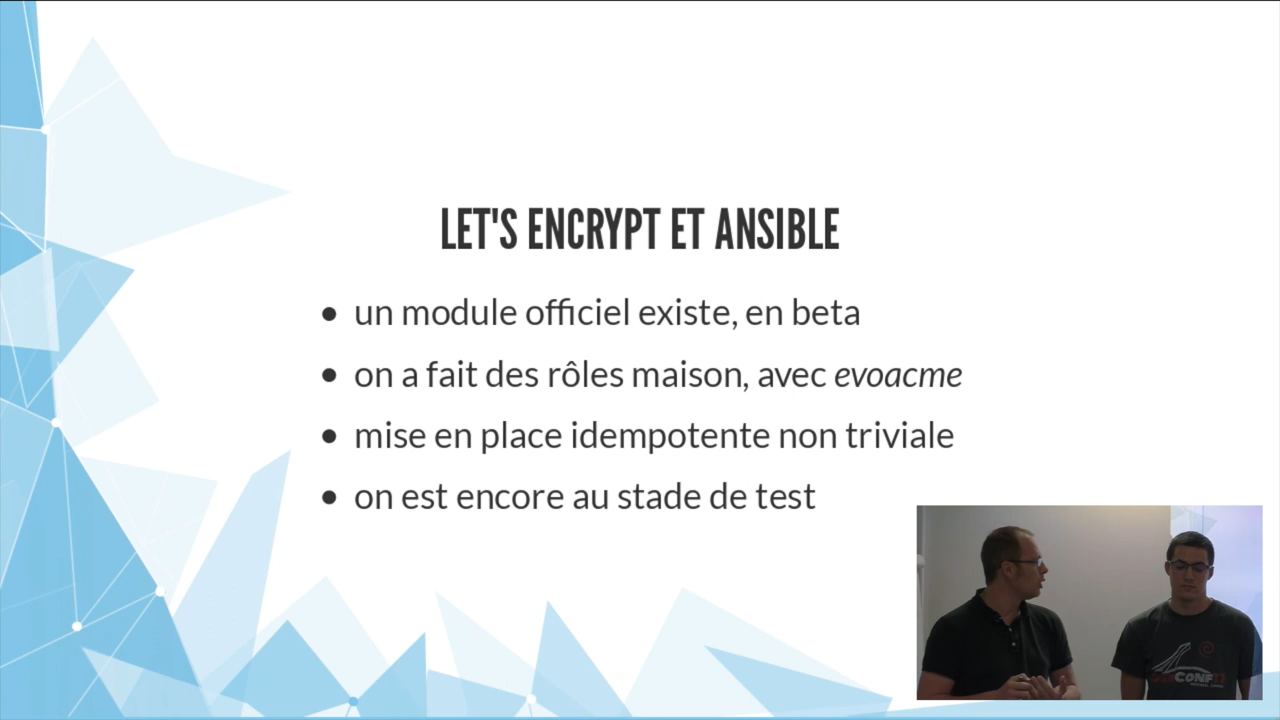 LET'S ENCRYPT ET ANSIBLE
un module officiel existe, en beta
on a fait des rôles maison, avec evoacme
mise en place idempotente non triviale
on est encore au stade de test